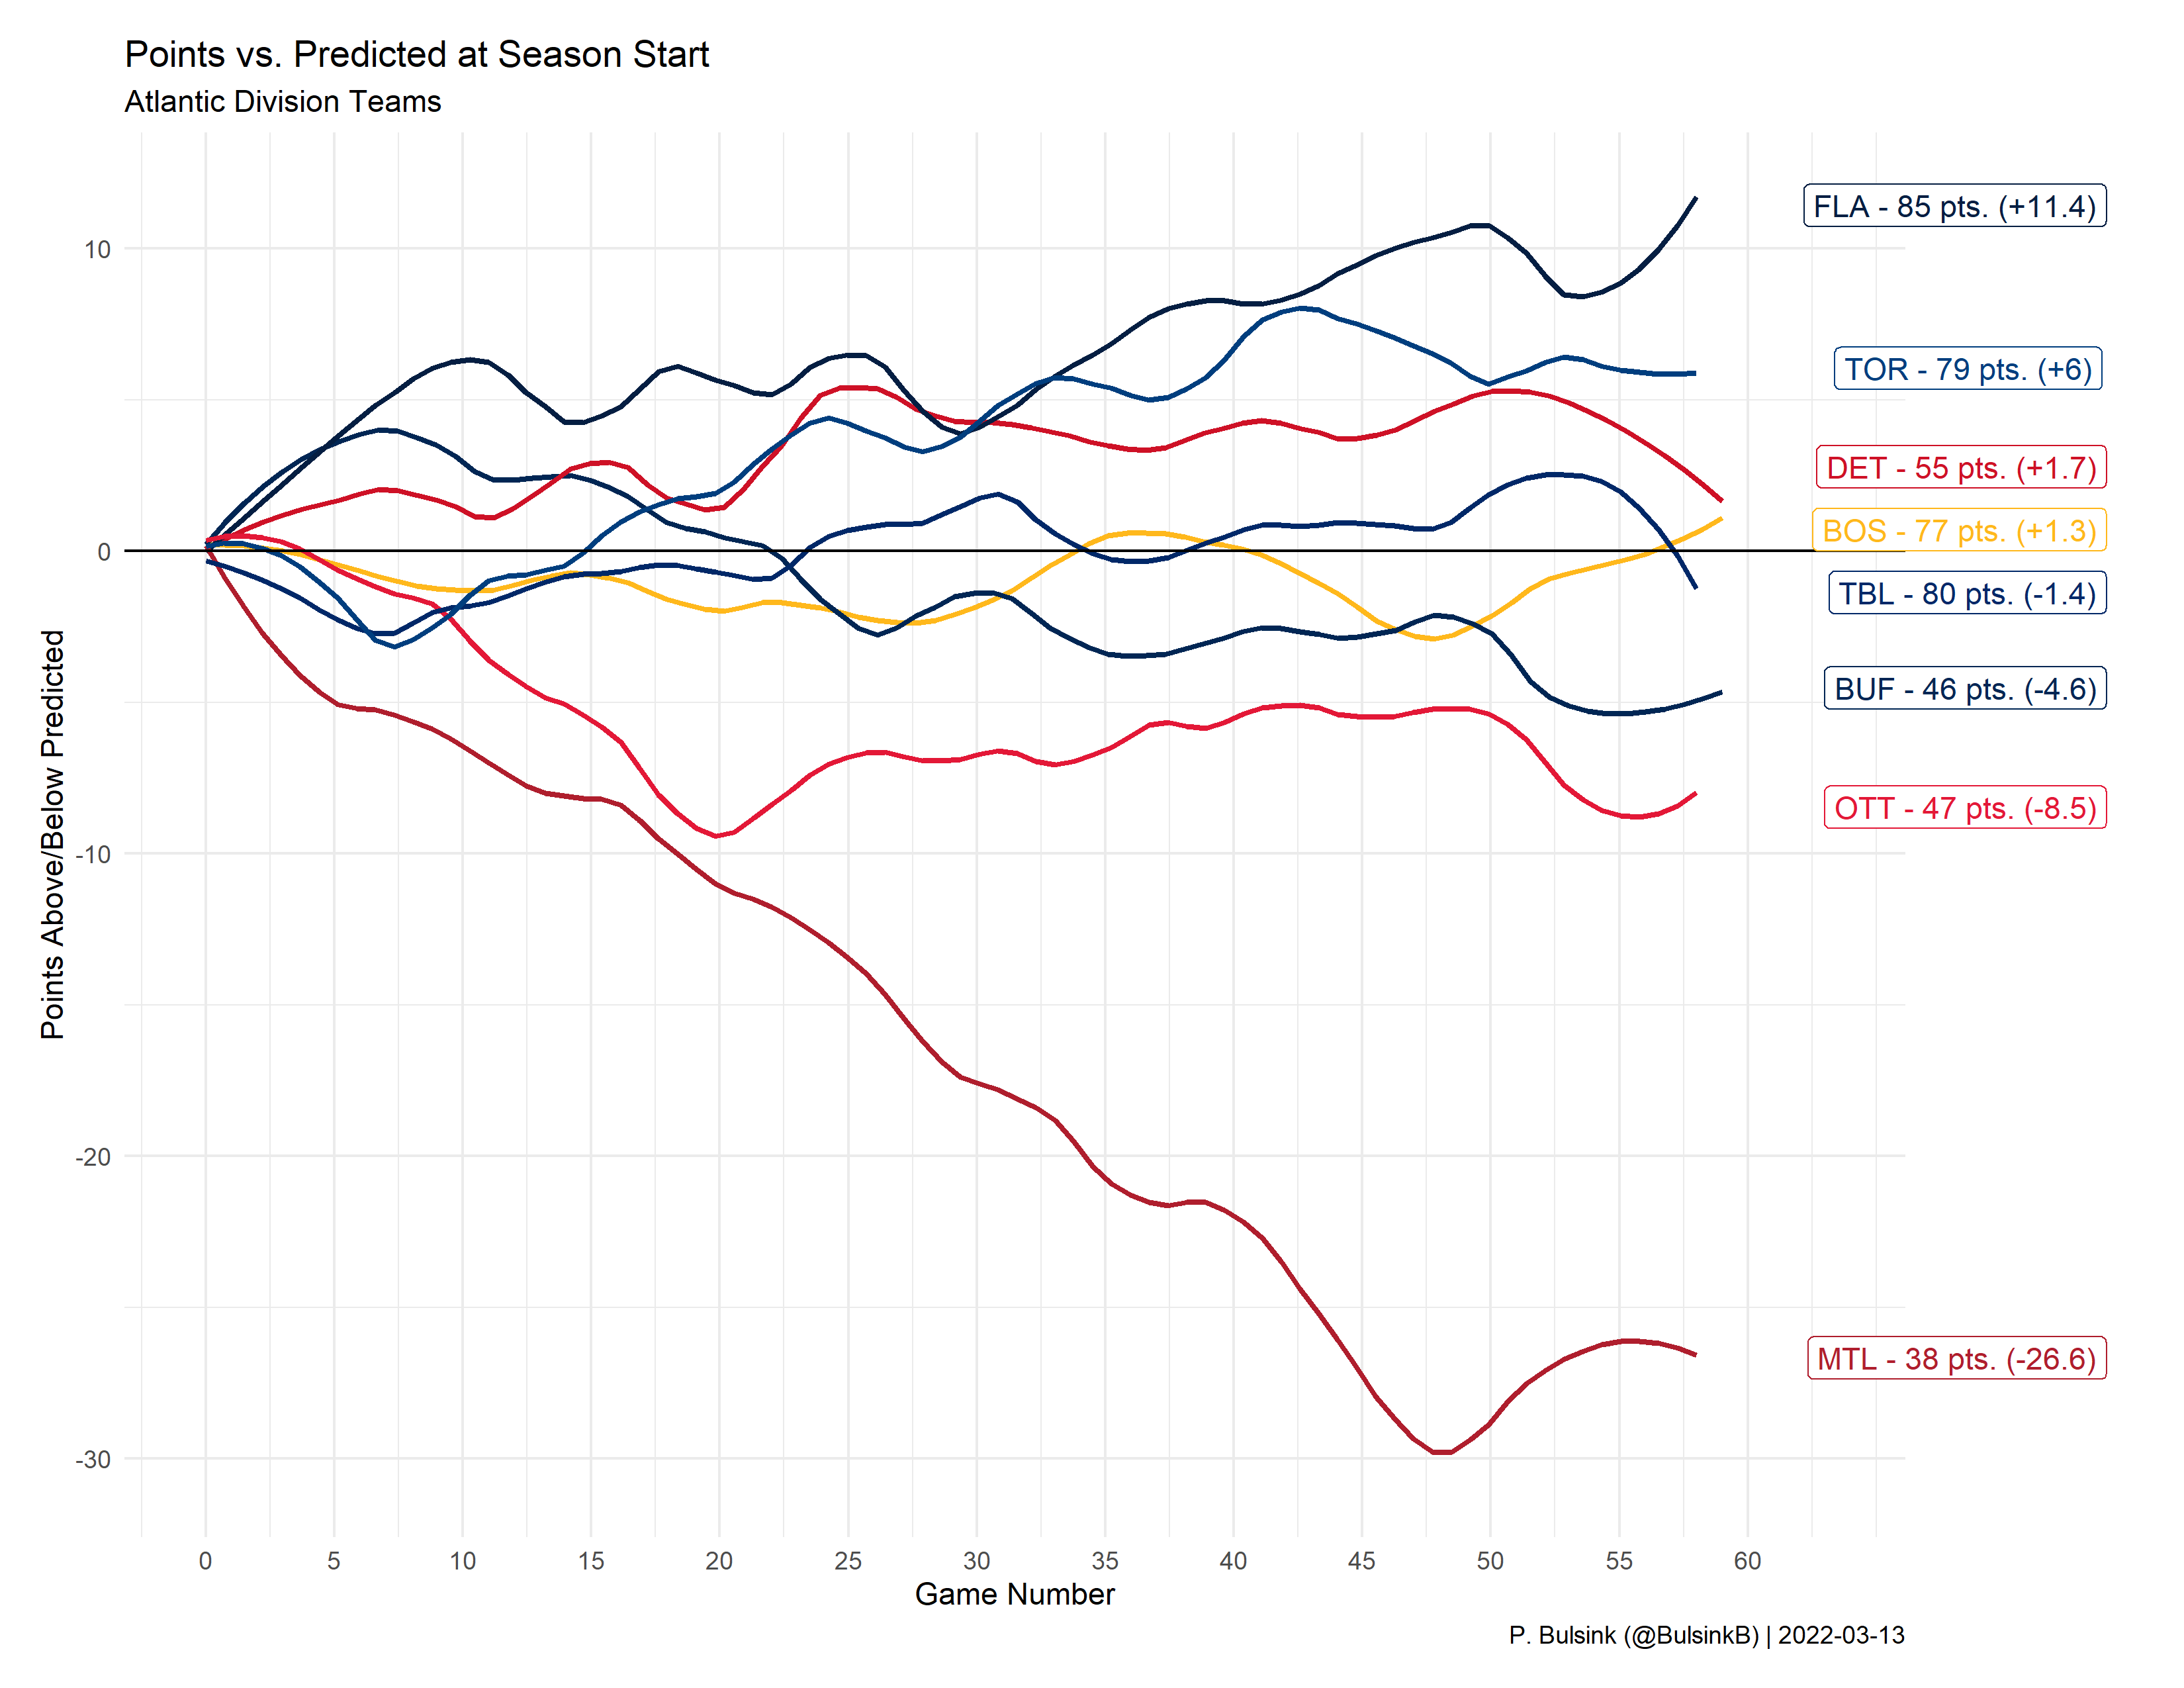 Points vs. Predicted at Season Start
Atlantic Division Teams
Points Above/Below Predicted
10
0
-10
-20
-30
FLA - 85 pts. (+11.4)
TOR - 79 pts. (+6)
DET - 55 pts. (+1.7)
BOS - 77 pts. (+1.3)
TBL - 80 pts. (-1.4)
BUF - 46 pts. (-4.6)
OTT - 47 pts. (-8.5)
MTL - 38 pts. (-26.6)
0 5 10 15 20 25 30 35 40 45 50 55 60
Game Number
P. Bulsink (@BulsinkB) | 2022-03-13